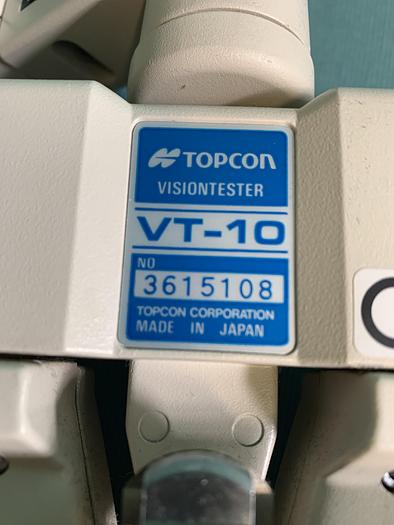 TOPCON
VISIONTESTER
VT-10
NO
3615108
TOPCON CORPORATION
MADE IN JAPAN